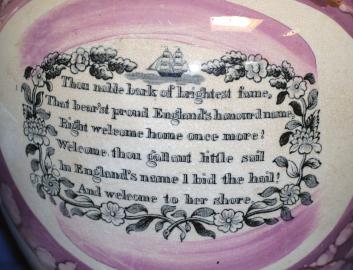 Thou noble bark of brightest fame,
That bear'st proud England's honour'd name
Right welcome home once more!
Welcome thou gallant little sail
In England's name I bid the hail!
And welcome to her shore.